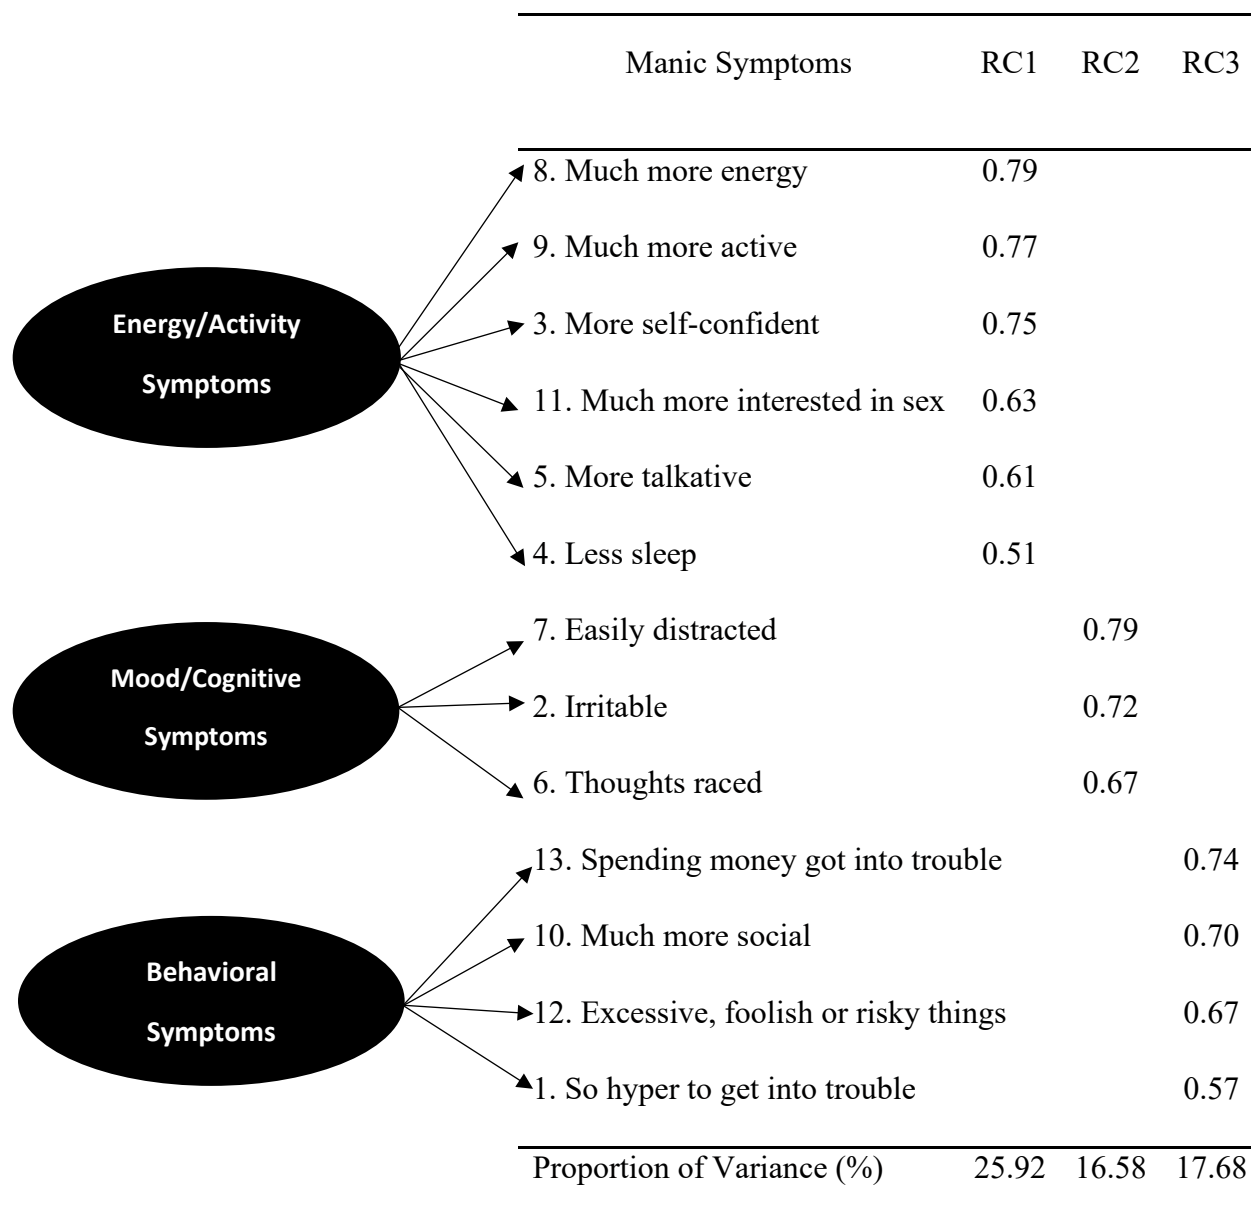 Manic Symptoms RC1 RC2 RC3
8. Much more energy 0.79
9. Much more active 0.77
Energy/Activity
Symptoms
3. More self-confident 0.75
11. Much more interested in sex 0.63
5. More talkative 0.61
4. Less sleep 0.51
7. Easily distracted 0.79
Mood/Cognitive
Symptoms
2. Irritable 0.72
6. Thoughts raced 0.67
13. Spending money got into trouble 0.74
10. Much more social 0.70
Behavioral
Symptoms
12. Excessive, foolish or risky things 0.67
1. So hyper to get into trouble 0.57
Proportion of Variance (%) 25.92 16.58 17.68